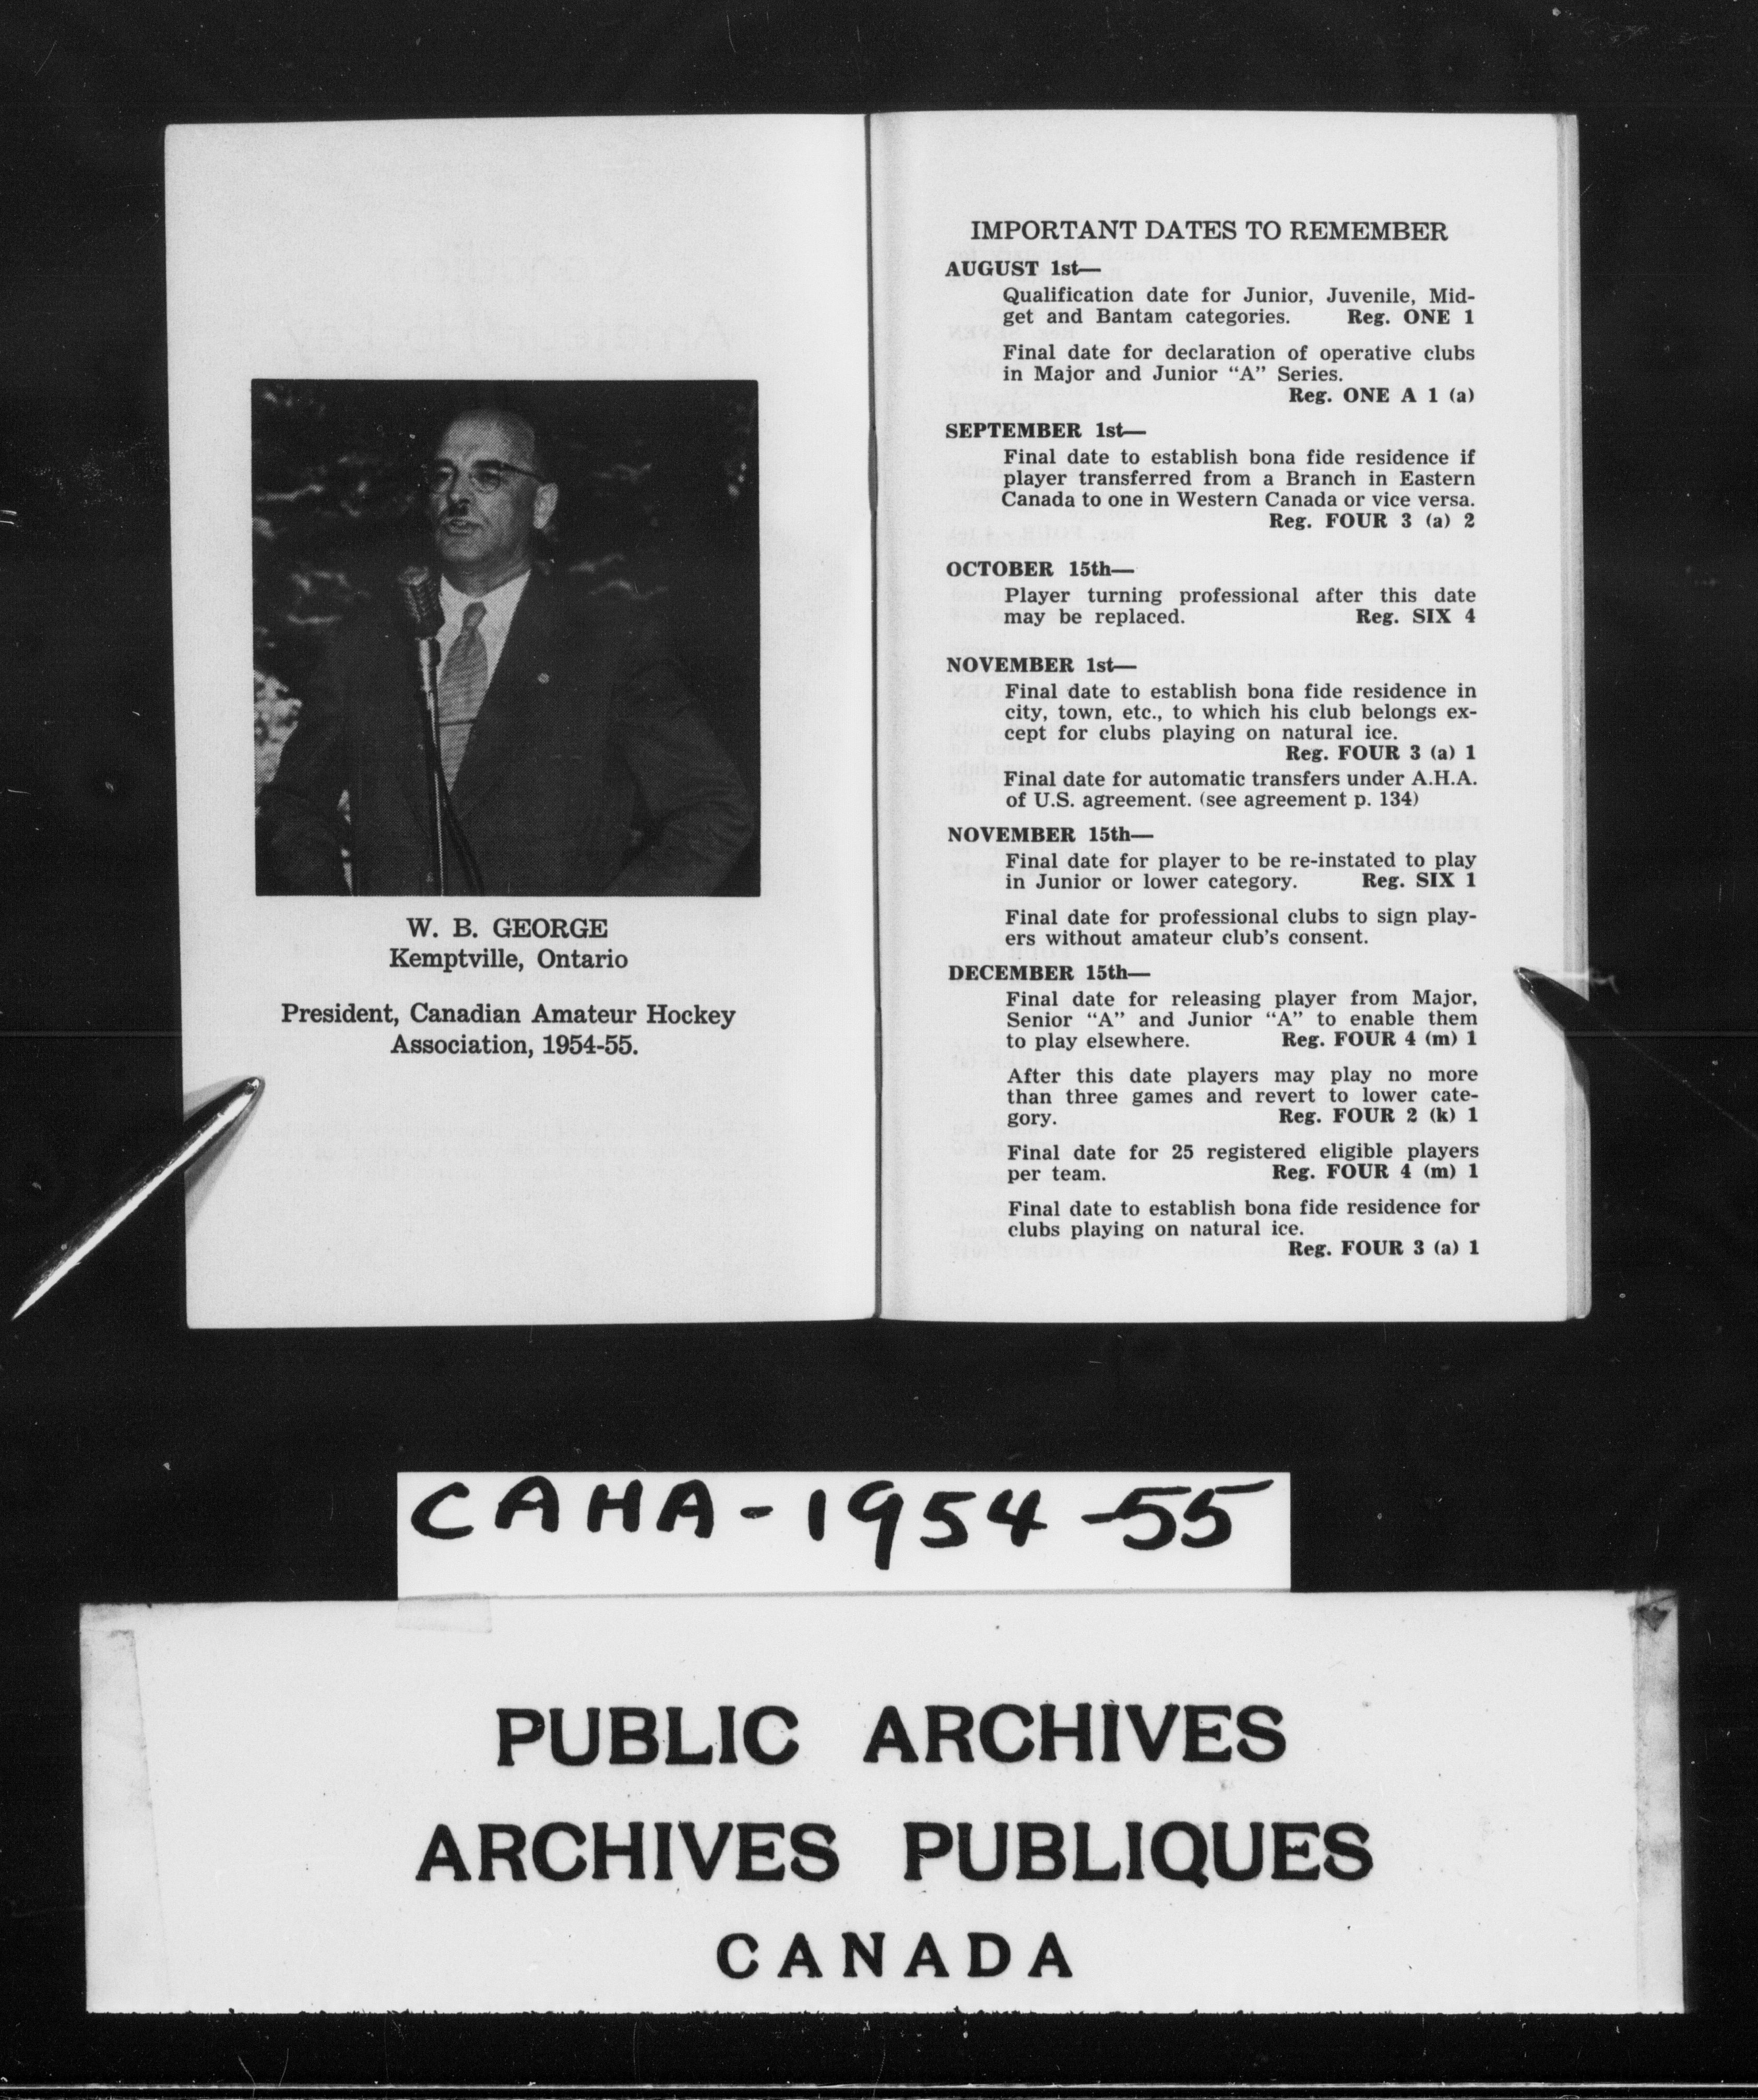 W. B. GEORGE
Kemptville, Ontario
President, Canadian Amateur Hockey
Association, 1954-55.
IMPORTANT DATES TO REMEMBER
AUGUST 1st—
Qualification date for Junior, Juvenile, Mid-
get and Bantam categories. Reg. ONE 1
Final date for declaration of operative clubs
in Major and Junior “A” Series.
Reg. ONE A 1 (a)
SEPTEMBER 1st—
Final date to establish bona fide residence if
player transferred from a Branch in Eastern
Canada to one in Western Canada or vice versa.
Reg. FOUR 3 (a) 2
OCTOBER 15th—
Player turning professional after this date
may be replaced. Reg. SIX 4
NOVEMBER 1st—
Final date to establish bona fide residence in
city, town, etc., to which his club belongs ex-
cept for clubs playing on natural ice.
Reg. FOUR 3 (a) 1
Final date for automatic transfers under A.H.A.
of U.S. agreement. (see agreement p. 134)
NOVEMBER 15th—
Final date for player to be re-instated to play
in Junior or lower category. Reg. SIX 1
Final date for professional clubs to sign play-
ers without amateur club's consent.
DECEMBER 15th—
Final date for releasing player from Major,
Senior “A” and Junior “A” to enable them
to play elsewhere. Reg. FOUR 4 (m) 1
After this date players may play no more
than three games and revert to lower cate-
gory. Reg. FOUR 2 (k) 1
Final date for 25 registered eligible players
per team. Reg. FOUR 4 (m) 1
Final date to establish bona fide residence for
clubs playing on natural ice.
Reg. FOUR 3 (a) 1
CAHA-1954-55
PUBLIC ARCHIVES
ARCHIVES PUBLIQUES
CANADA